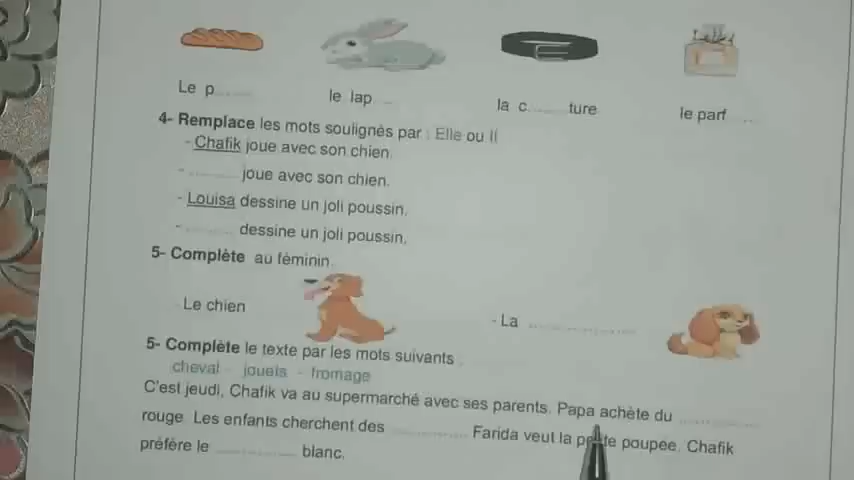 Le p........ le lap...... la c........ture le parf......
4- Remplace les mots soulignés par : Elle ou Il
- Chafik joue avec son chien.
- ........... joue avec son chien.
- Louisa dessine un joli poussin.
- ........... dessine un joli poussin.
5- Complète au féminin.
Le chien - La ........................
5- Complète le texte par les mots suivants .
cheval - jouets - fromage
C'est jeudi, Chafik va au supermarché avec ses parents. Papa achète du ..................
rouge. Les enfants cherchent des ................. Farida veut la petite poupée. Chafik
préfère le .................. blanc.